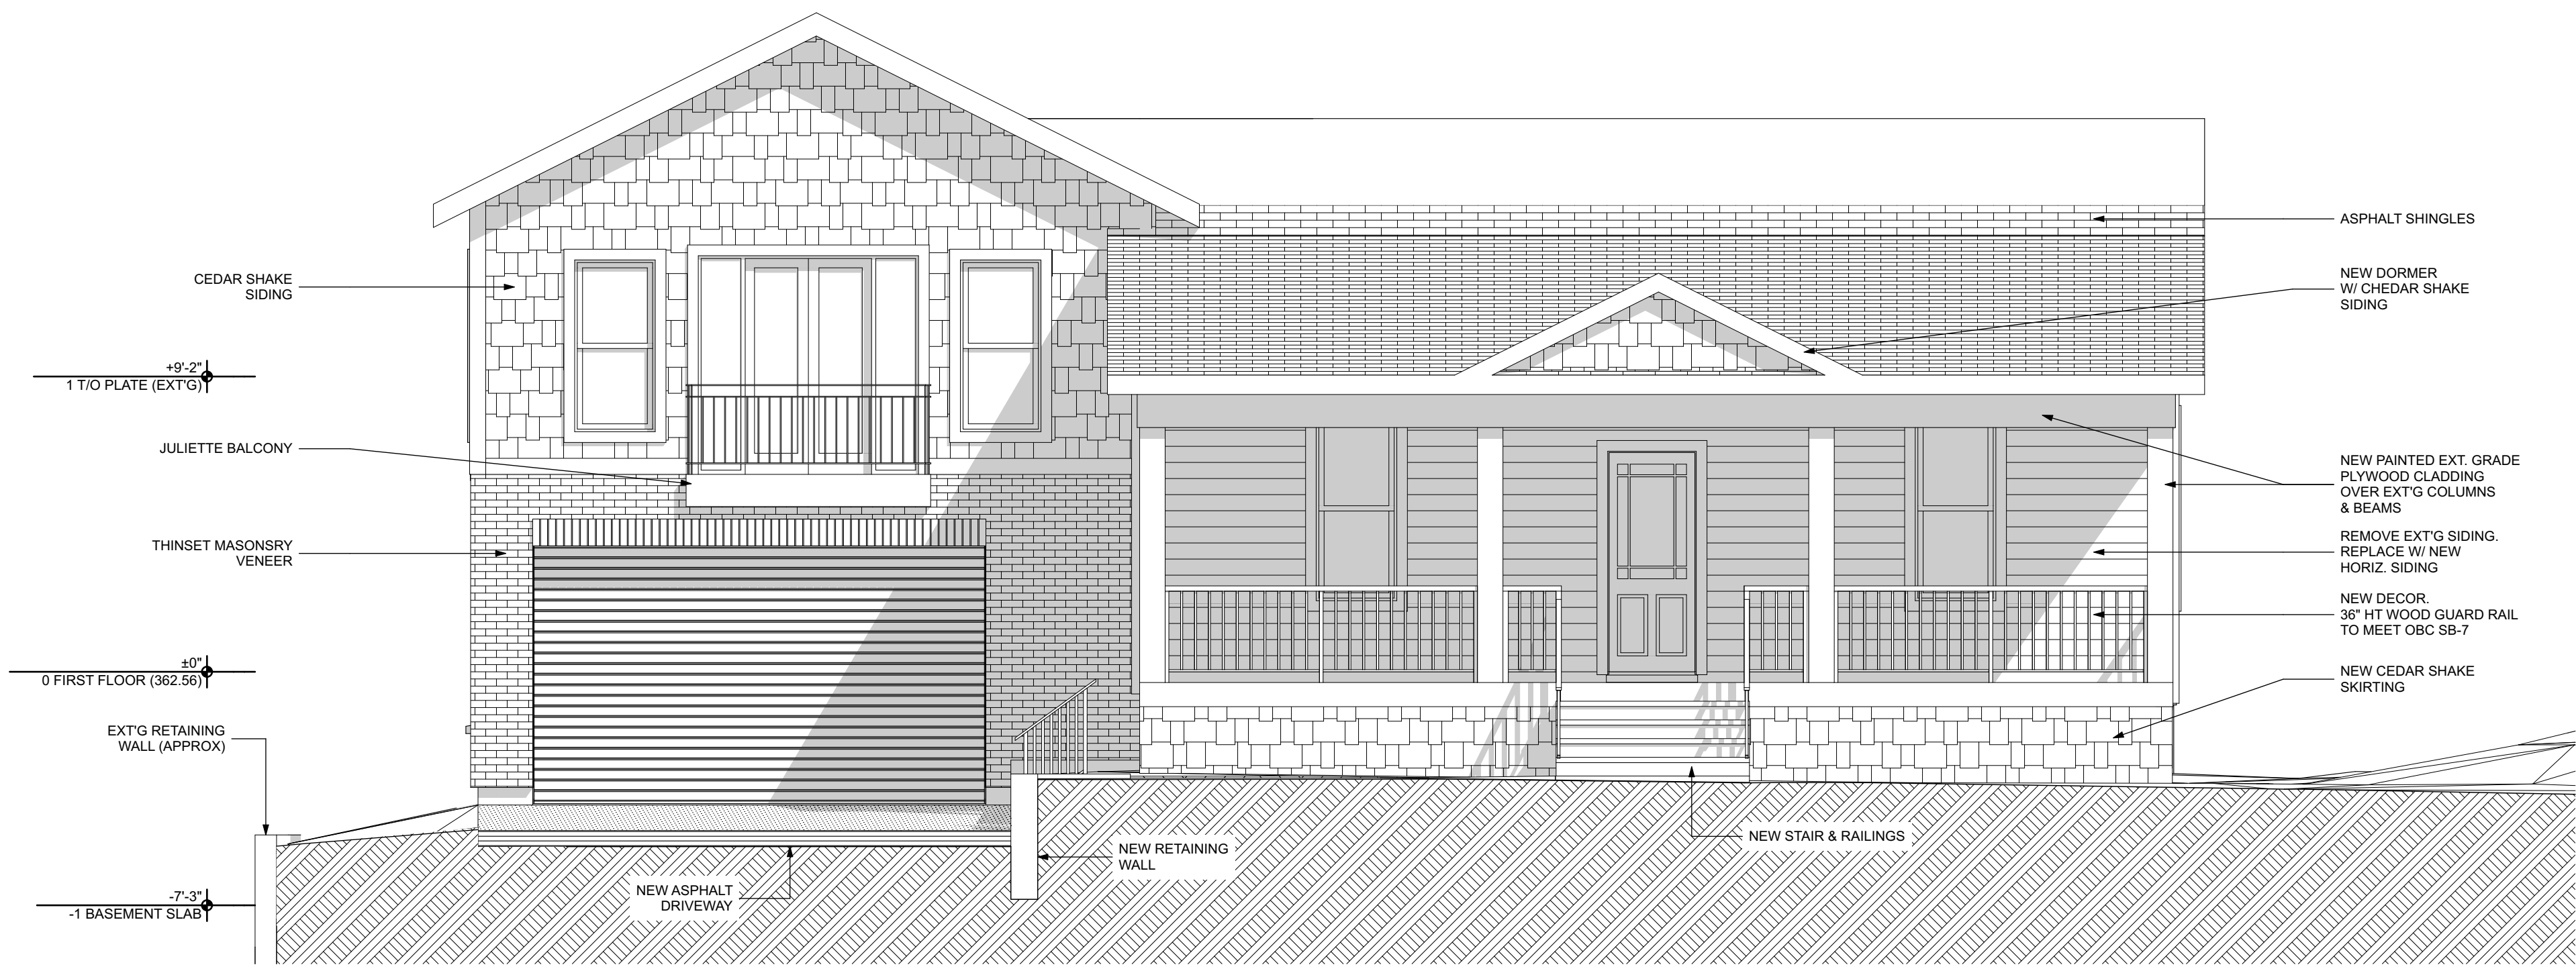 CEDAR SHAKE
SIDING
+9'-2"
1 T/O PLATE (EXT'G)
JULIETTE BALCONY
THINSET MASONSRY
VENEER
±0"
0 FIRST FLOOR (362.56)
EXT'G RETAINING
WALL (APPROX)
-7'-3"
-1 BASEMENT SLAB
NEW ASPHALT
DRIVEWAY
NEW RETAINING
WALL
NEW STAIR & RAILINGS
ASPHALT SHINGLES
NEW DORMER
W/ CHEDAR SHAKE
SIDING
NEW PAINTED EXT. GRADE
PLYWOOD CLADDING
OVER EXT'G COLUMNS
& BEAMS
REMOVE EXT'G SIDING.
REPLACE W/ NEW
HORIZ. SIDING
NEW DECOR.
36" HT WOOD GUARD RAIL
TO MEET OBC SB-7
NEW CEDAR SHAKE
SKIRTING